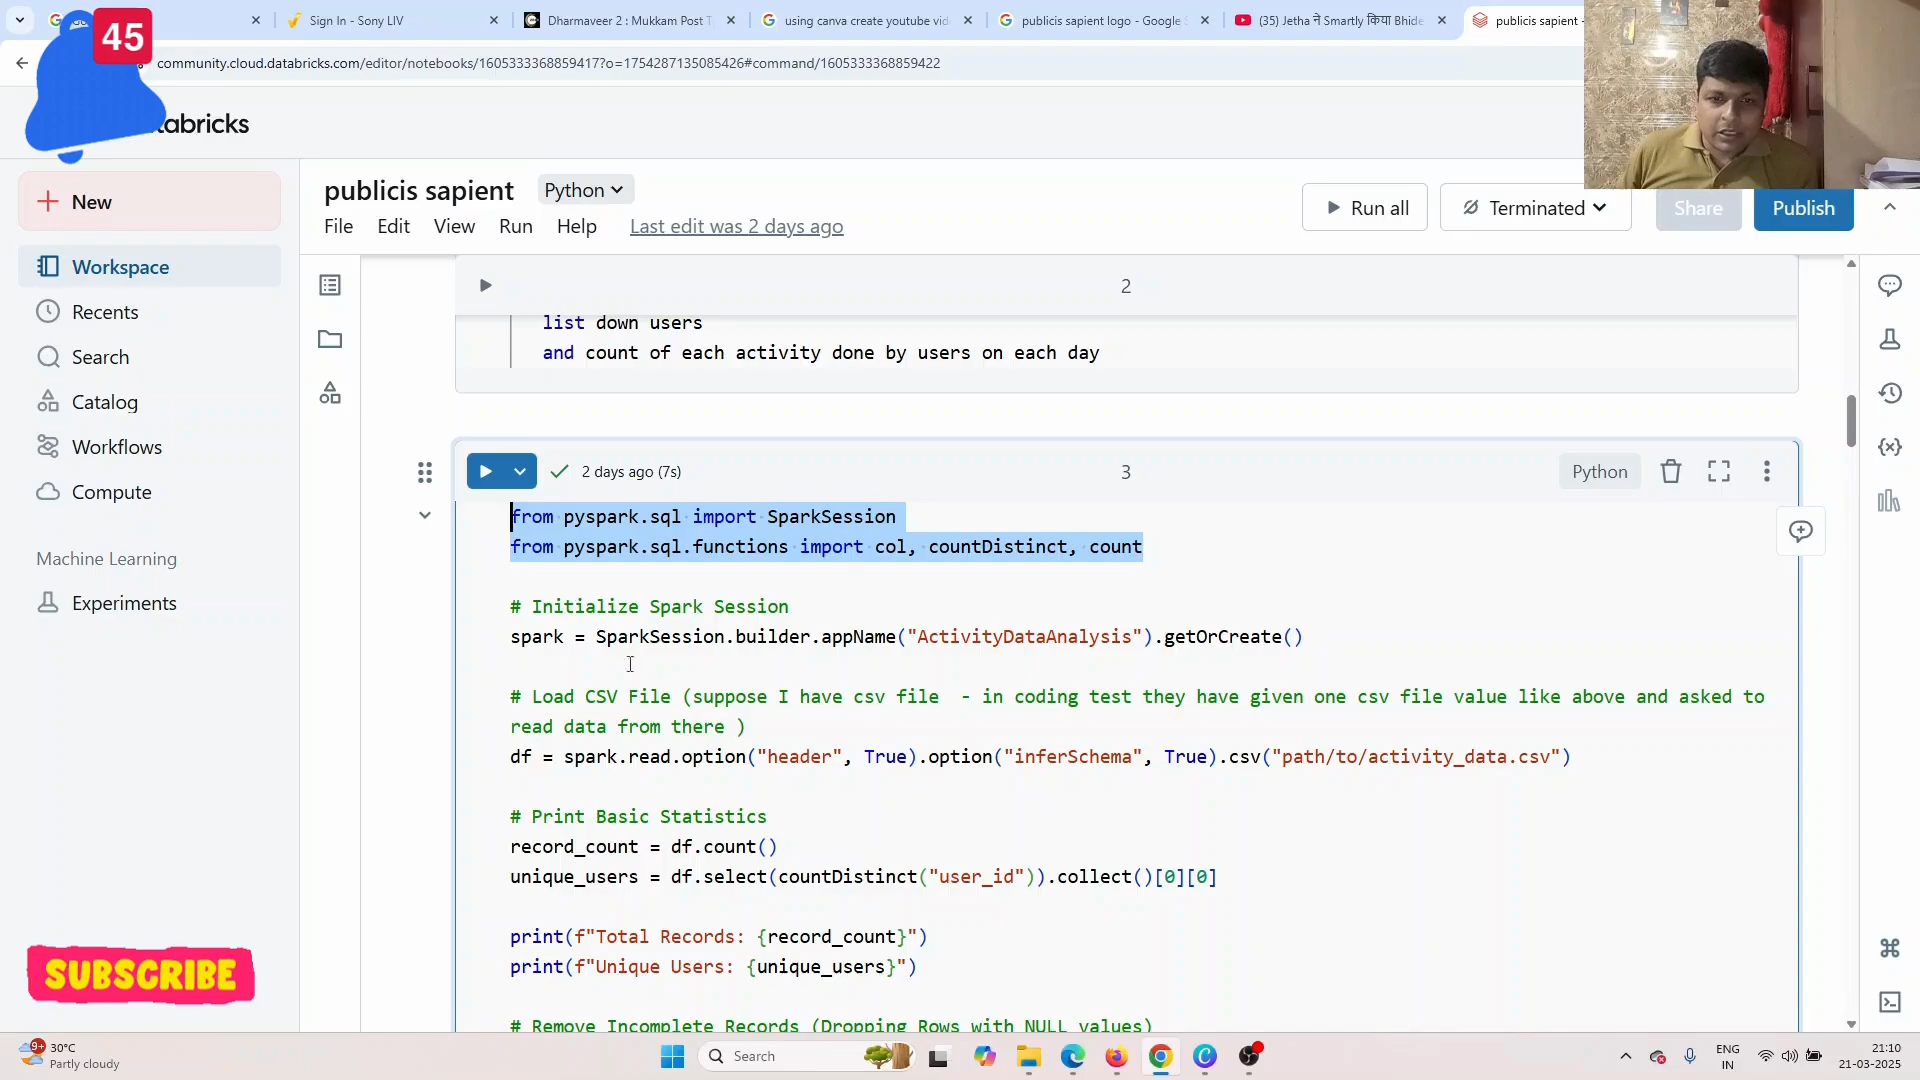 Sign In - Sony LIV
Dharmaveer 2 : Mukkam Post T
using canva create youtube vid
publicis sapient logo - Google S
(35) Jetha ने Smartly किया Bhide
publicis sapient -
45
community.cloud.databricks.com/editor/notebooks/1605333368859417?o=1754287135085426#command/1605333368859422
tabricks
New
Workspace
Recents
Search
Catalog
Workflows
Compute
Machine Learning
Experiments
SUBSCRIBE
publicis sapient
Python
File Edit View Run Help Last edit was 2 days ago
Run all
Terminated
Share
Publish
2
list down users
and count of each activity done by users on each day
2 days ago (7s)
3
Python
from pyspark.sql import SparkSession
from pyspark.sql.functions import col, countDistinct, count
# Initialize Spark Session
spark = SparkSession.builder.appName("ActivityDataAnalysis").getOrCreate()
# Load CSV File (suppose I have csv file  - in coding test they have given one csv file value like above and asked to
read data from there )
df = spark.read.option("header", True).option("inferSchema", True).csv("path/to/activity_data.csv")
# Print Basic Statistics
record_count = df.count()
unique_users = df.select(countDistinct("user_id")).collect()[0][0]
print(f"Total Records: {record_count}")
print(f"Unique Users: {unique_users}")
# Remove Incomplete Records (Dropping Rows with NULL values)
9+
30°C
Partly cloudy
Search
ENG
IN
21:10
21-03-2025